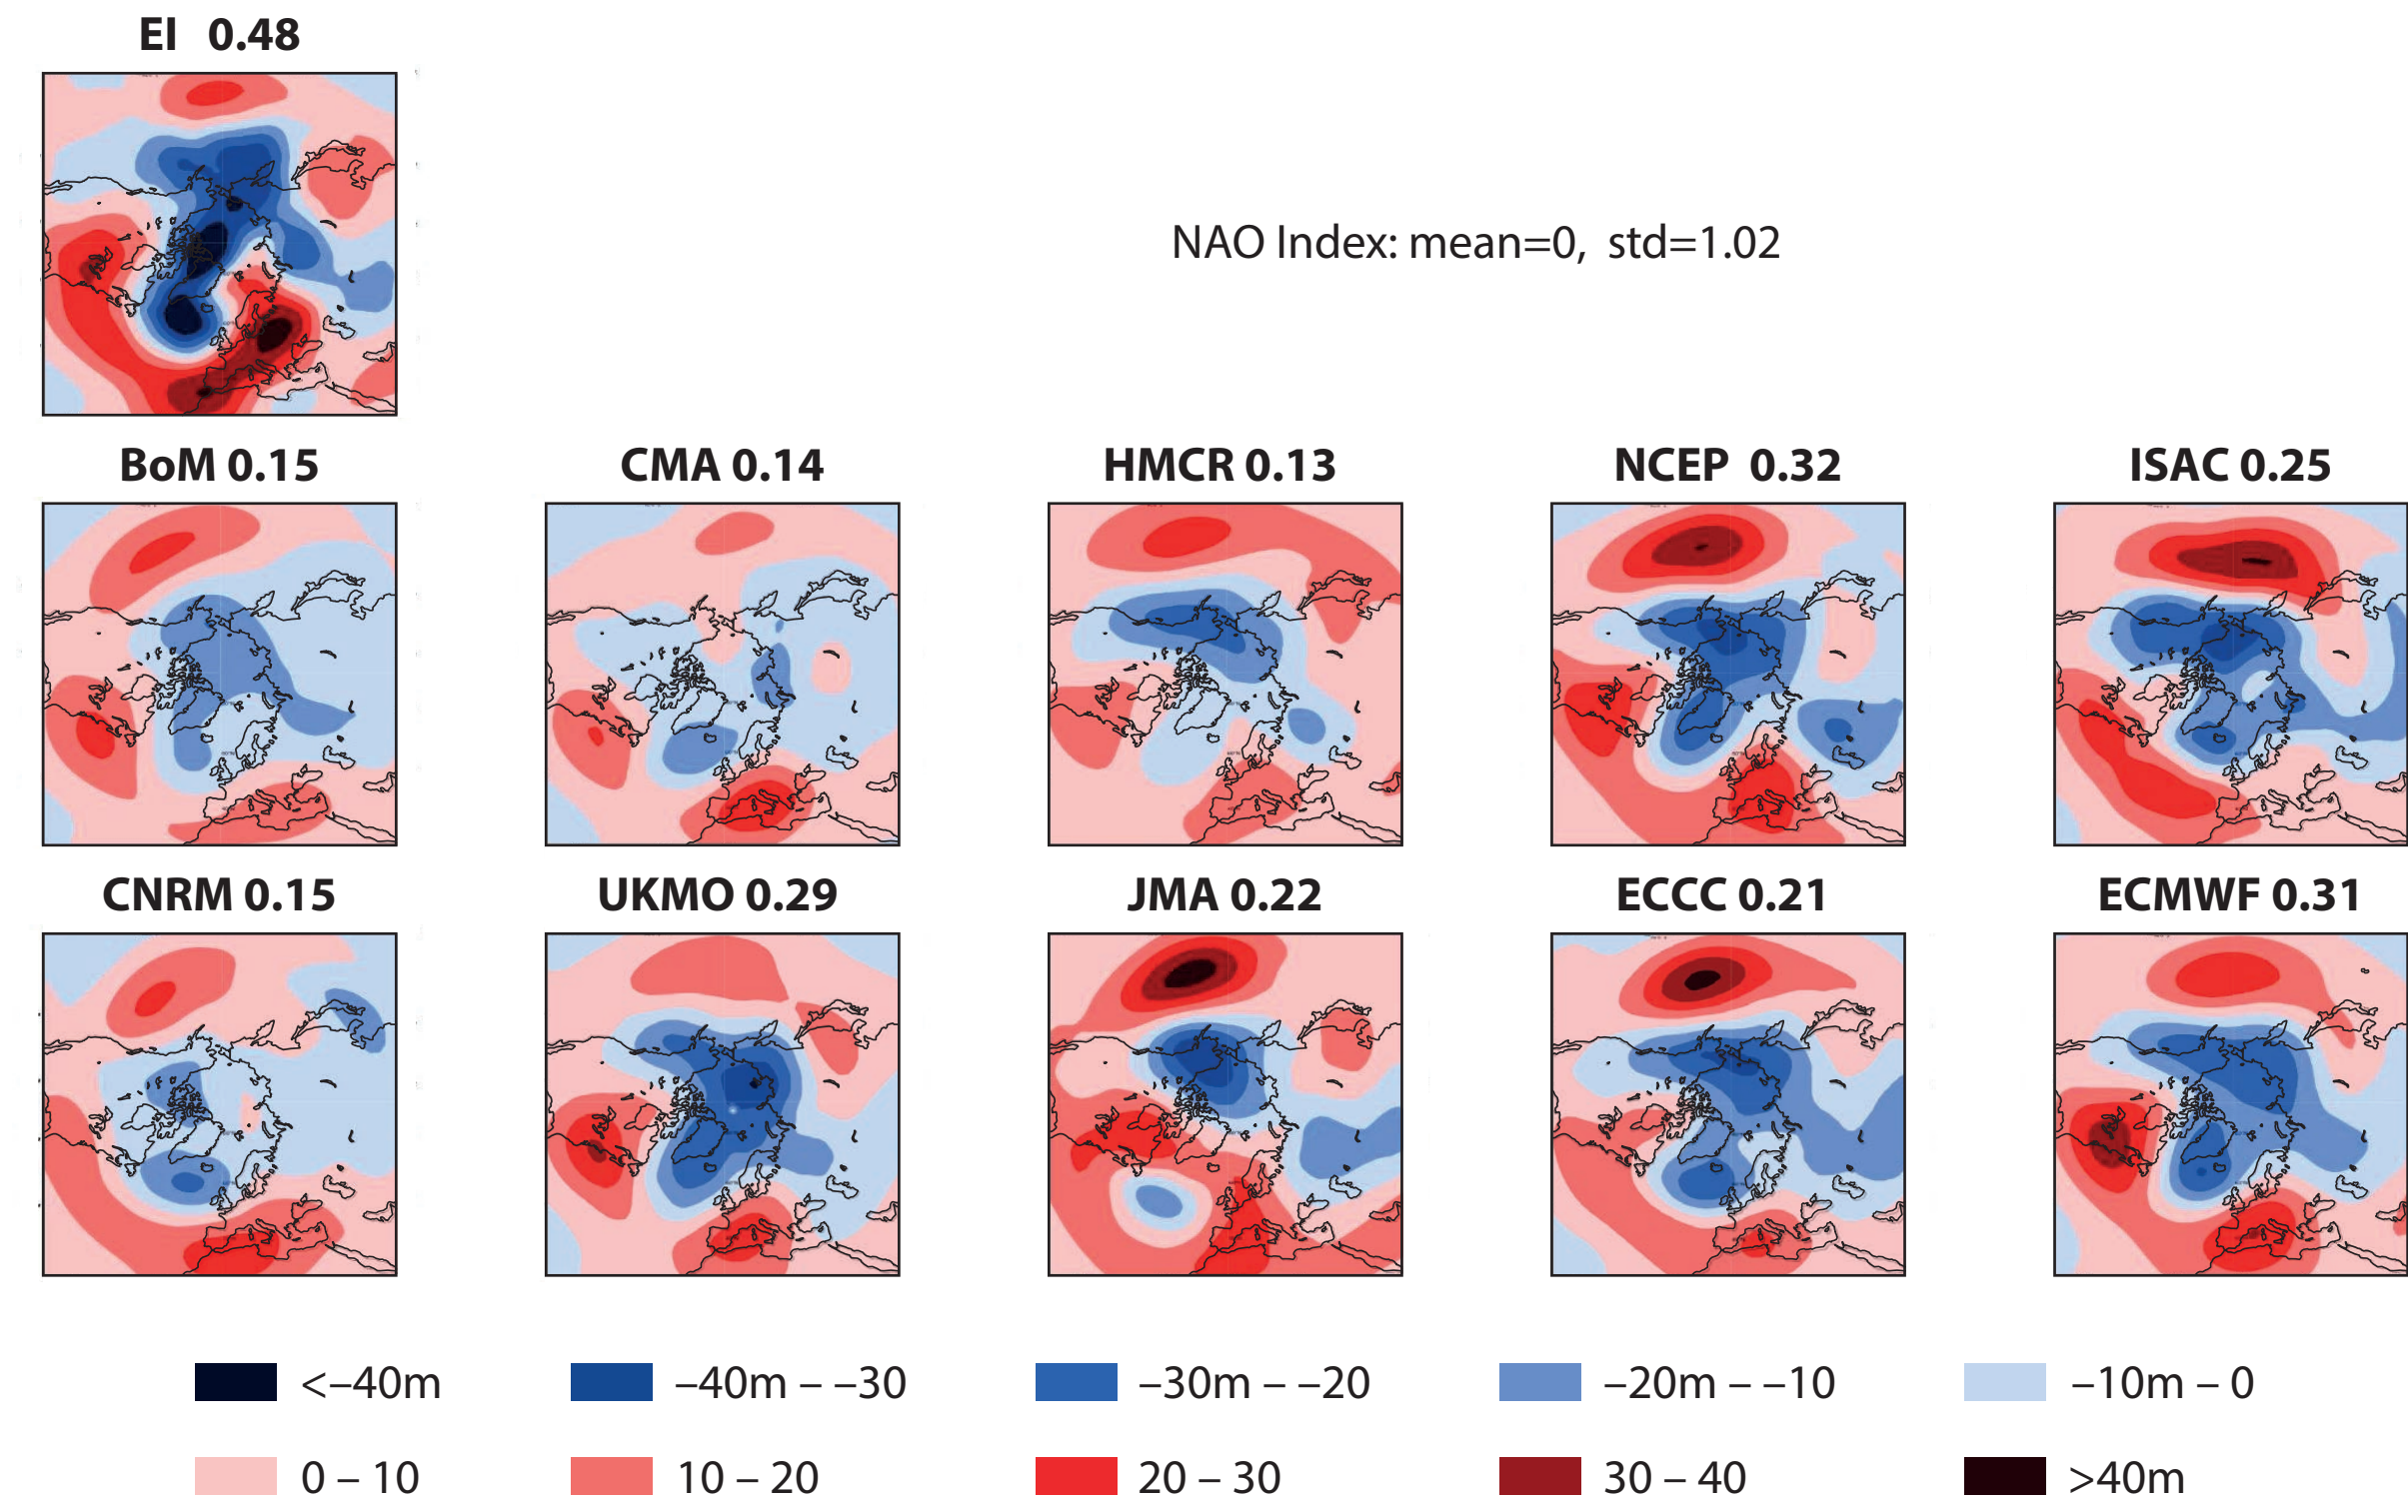 EI 0.48
NAO Index: mean=0, std=1.02
BoM 0.15
CMA 0.14
HMCR 0.13
NCEP 0.32
ISAC 0.25
CNRM 0.15
UKMO 0.29
JMA 0.22
ECCC 0.21
ECMWF 0.31
<–40m
–40m – –30
–30m – –20
–20m – –10
–10m – 0
0 – 10
10 – 20
20 – 30
30 – 40
>40m